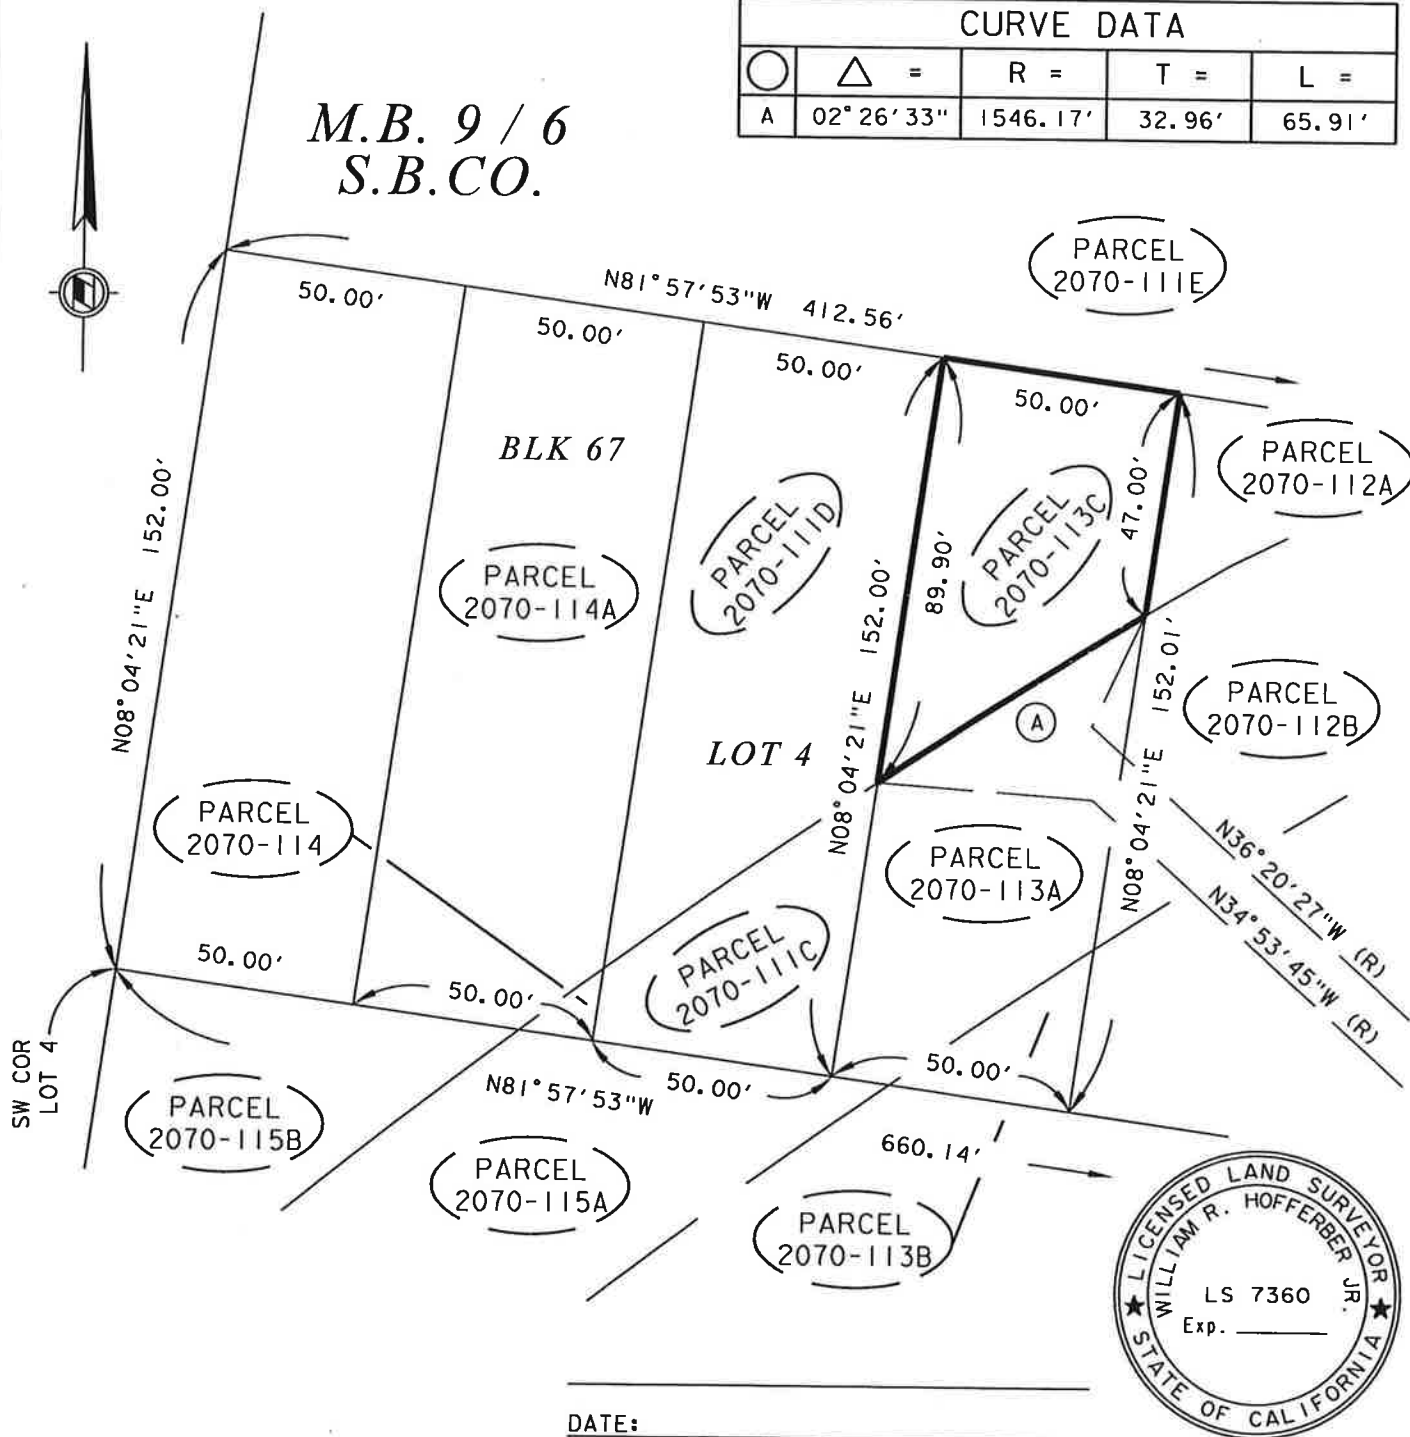 CURVE DATA
△ = R = T = L =
A 02°26'33" 1546.17' 32.96' 65.91'
M.B. 9 / 6
S.B.CO.
PARCEL
2070-111E
N81°57'53"W 412.56'
50.00'
50.00'
50.00'
50.00'
BLK 67
PARCEL
2070-112A
N08°04'21"E 152.00'
PARCEL
2070-114A
PARCEL
2070-111D
89.90'
PARCEL
2070-113C
47.00'
N08°04'21"E 152.00'
LOT 4
A
N08°04'21"E 152.01'
PARCEL
2070-112B
PARCEL
2070-114
PARCEL
2070-113A
N36°20'27"W (R)
N34°53'45"W (R)
50.00'
PARCEL
2070-111C
50.00'
SW COR
LOT 4
N81°57'53"W
50.00'
50.00'
660.14'
PARCEL
2070-115B
PARCEL
2070-115A
PARCEL
2070-113B
LICENSED LAND SURVEYOR
WILLIAM R. HOFFERBER JR.
LS 7360
Exp.
STATE OF CALIFORNIA
DATE: